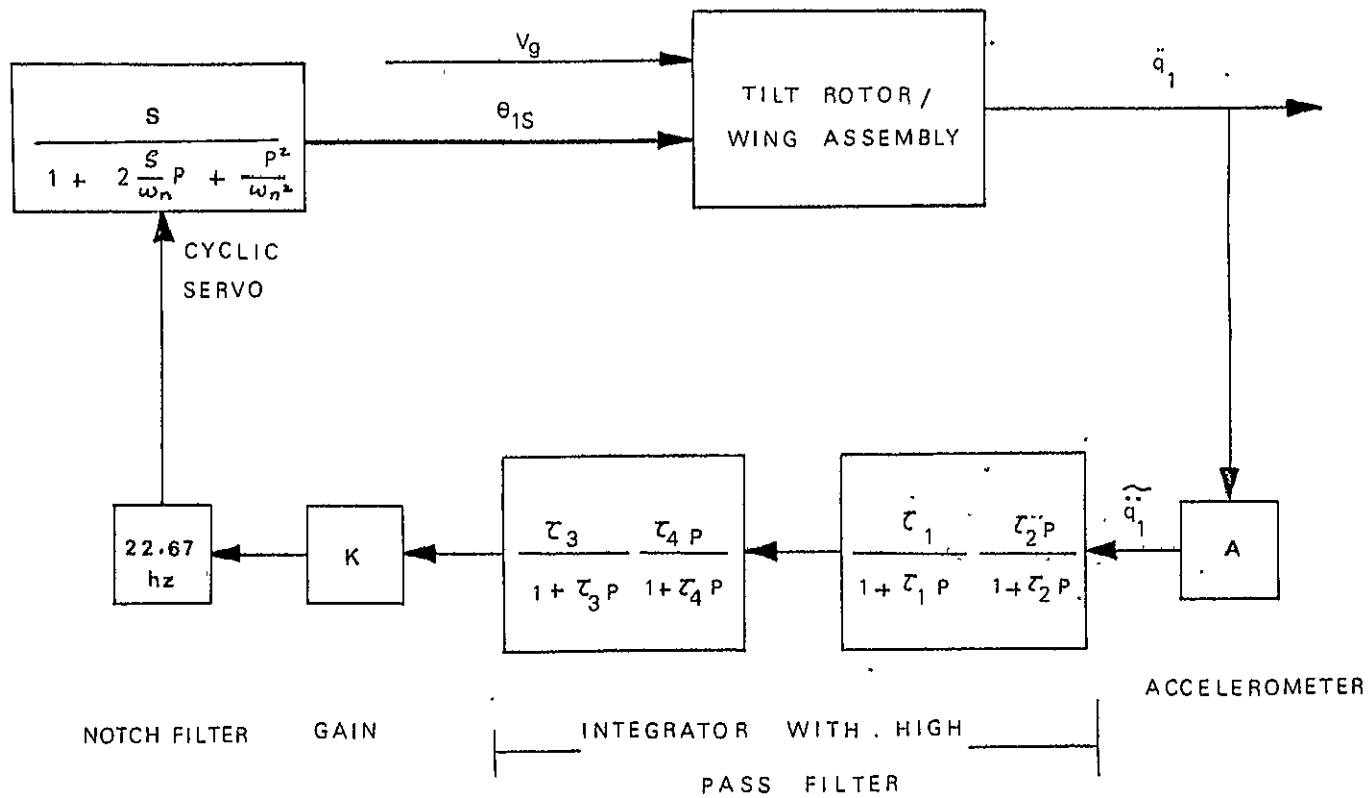 S
1 + 2 S/ωn P + P²/ωn²
CYCLIC
SERVO
Vg
θ1S
TILT ROTOR /
WING ASSEMBLY
q̈1
22.67
hz
K
τ3 / 1 + τ3 P τ4 P / 1 + τ4 P
τ1 / 1 + τ1 P τ2 P / 1 + τ2 P
q̈̃1
A
ACCELEROMETER
NOTCH FILTER GAIN INTEGRATOR WITH . HIGH
PASS FILTER